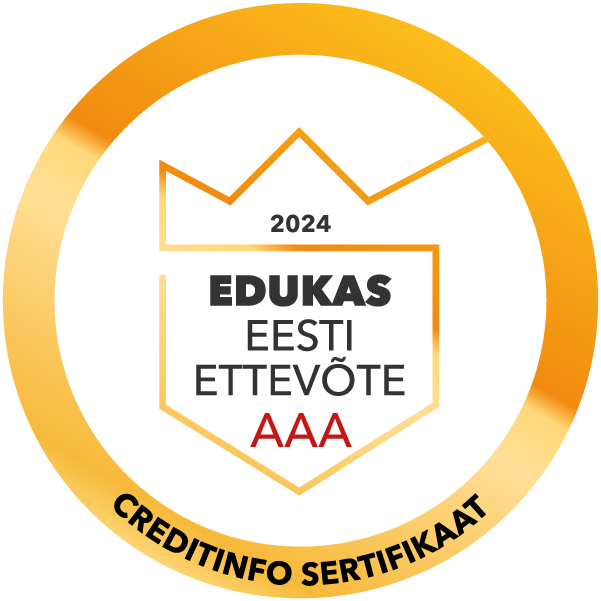 2024
EDUKAS
EESTI
ETTEVÕTE
AAA
CREDITINFO SERTIFIKAAT